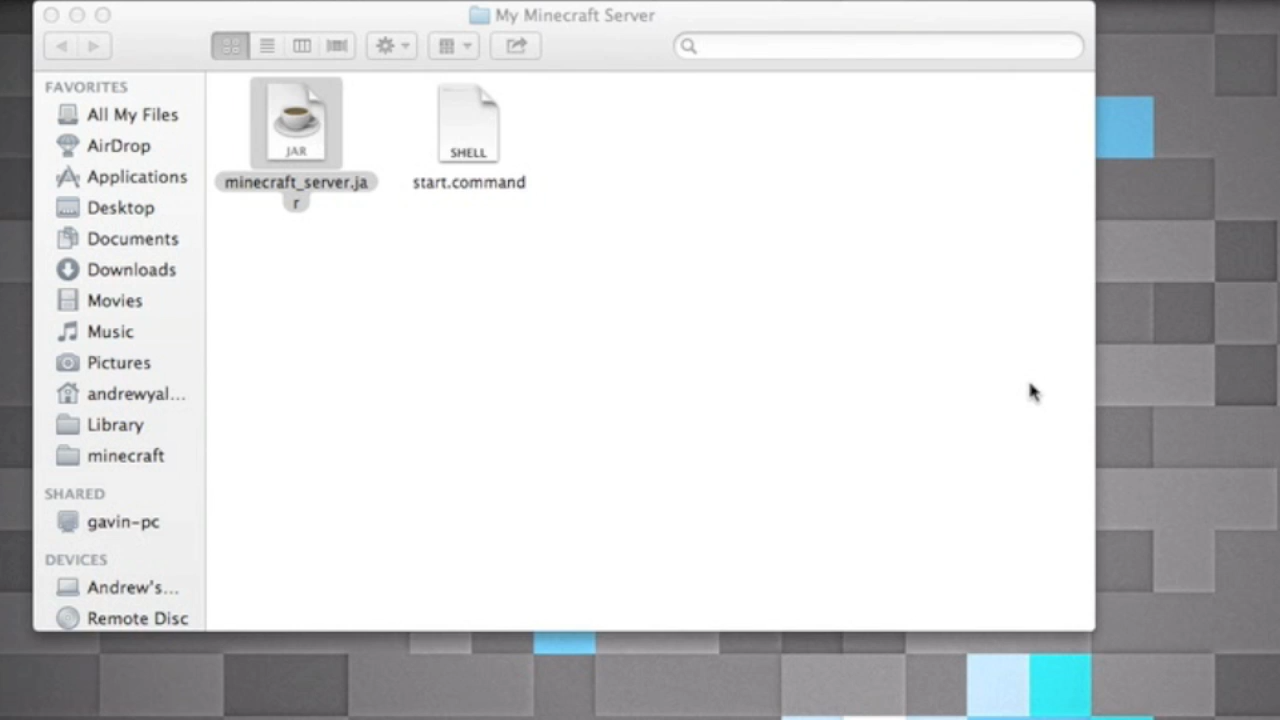 My Minecraft Server
FAVORITES
All My Files
AirDrop
Applications
Desktop
Documents
Downloads
Movies
Music
Pictures
andrewyal...
Library
minecraft
SHARED
gavin-pc
DEVICES
Andrew's...
Remote Disc
JAR
minecraft_server.ja
r
SHELL
start.command